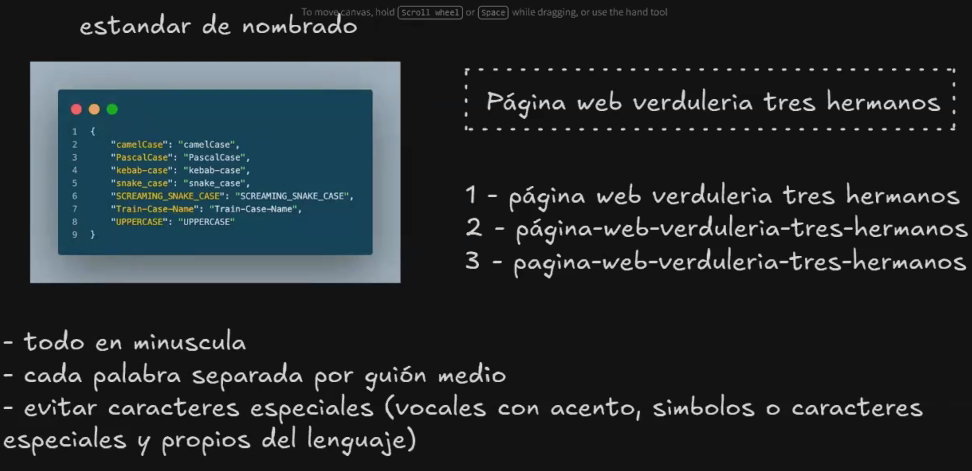 To move canvas, hold Scroll wheel or Space while dragging, or use the hand tool
estandar de nombrado
1 {
2 "camelCase": "camelCase",
3 "PascalCase": "PascalCase",
4 "kebab-case": "kebab-case",
5 "snake_case": "snake_case",
6 "SCREAMING_SNAKE_CASE": "SCREAMING_SNAKE_CASE",
7 "Train-Case-Name": "Train-Case-Name",
8 "UPPERCASE": "UPPERCASE"
9 }
Página web verduleria tres hermanos
1 - página web verduleria tres hermanos
2 - página-web-verduleria-tres-hermanos
3 - pagina-web-verduleria-tres-hermanos
- todo en minuscula
- cada palabra separada por guión medio
- evitar caracteres especiales (vocales con acento, simbolos o caracteres
especiales y propios del lenguaje)